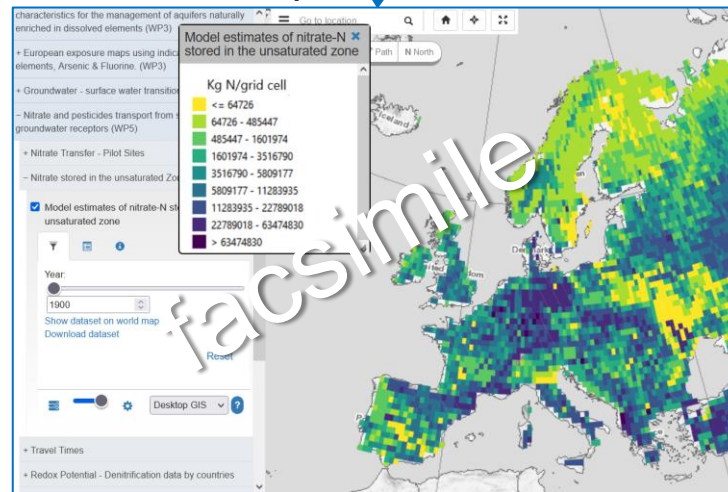 characteristics for the management of aquifers naturally
enriched in dissolved elements (WP3)
+ European exposure maps using
elements, Arsenic & Fluorine. (WP3)
+ Groundwater - surface water
− Nitrate and pesticides transport from
groundwater receptors (WP5)
+ Nitrate Transfer - Pilot Sites
− Nitrate stored in the unsaturated
Model estimates of nitrate-N
unsaturated zone
Year:
1900
Show dataset on world map
Download dataset
Reset
Desktop GIS
?
+ Travel Times
+ Redox Potential - Denitrification data by countries
Go to location
Path
N North
Model estimates of nitrate-N
stored in the unsaturated zone
Kg N/grid cell
<= 64726
64726 - 485447
485447 - 1601974
1601974 - 3516790
3516790 - 5809177
5809177 - 11283935
11283935 - 22789018
22789018 - 63474830
> 63474830
Iceland
facsimile